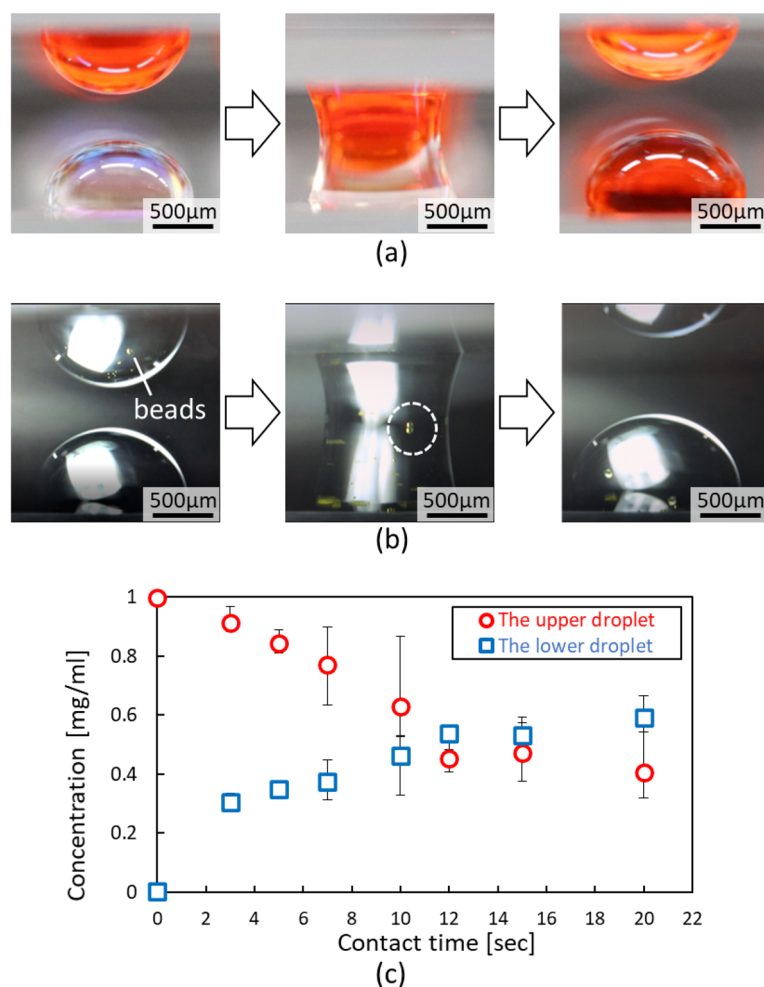 500μm
500μm
500μm
(a)
beads
500μm
500μm
500μm
(b)
1
0.8
0.6
0.4
0.2
0
Concentration [mg/ml]
The upper droplet
The lower droplet
0 2 4 6 8 10 12 14 16 18 20 22
Contact time [sec]
(c)